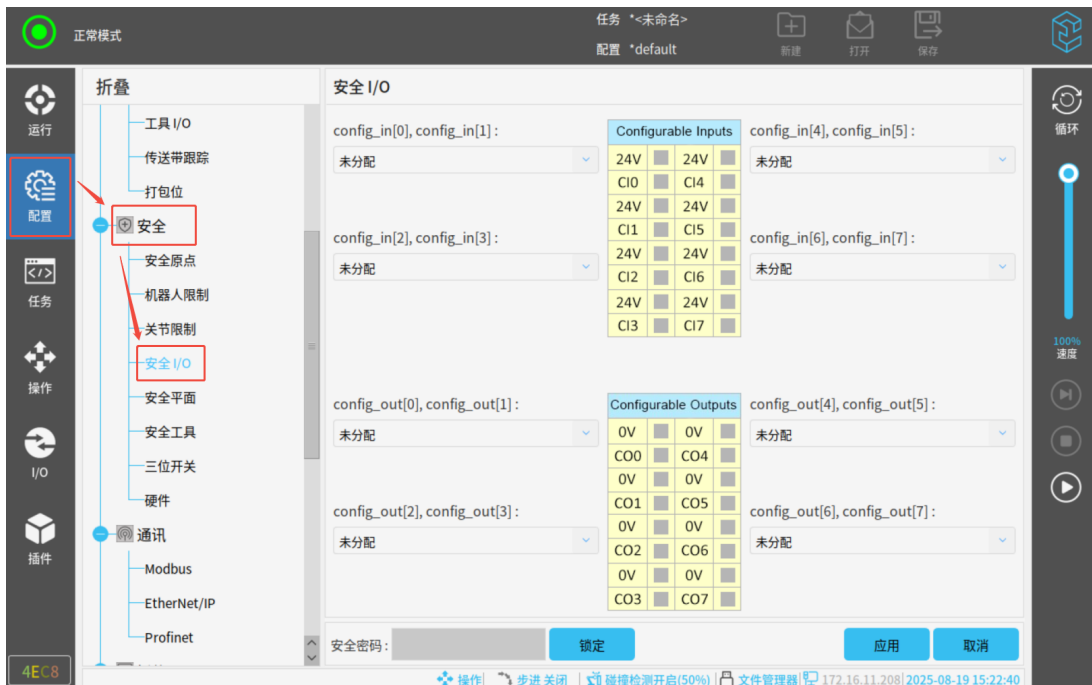 正常模式
任务 *<未命名>
配置 *default
新建
打开
保存
运行
配置
任务
操作
I/O
插件
4EC8
折叠
工具 I/O
传送带跟踪
打包位
安全
安全原点
机器人限制
关节限制
安全 I/O
安全平面
安全工具
三位开关
硬件
通讯
Modbus
EtherNet/IP
Profinet
安全 I/O
config_in[0], config_in[1] :
未分配
config_in[2], config_in[3] :
未分配
Configurable Inputs
24V 24V
CI0 CI4
24V 24V
CI1 CI5
24V 24V
CI2 CI6
24V 24V
CI3 CI7
config_in[4], config_in[5] :
未分配
config_in[6], config_in[7] :
未分配
config_out[0], config_out[1] :
未分配
config_out[2], config_out[3] :
未分配
Configurable Outputs
0V 0V
CO0 CO4
0V 0V
CO1 CO5
0V 0V
CO2 CO6
0V 0V
CO3 CO7
config_out[4], config_out[5] :
未分配
config_out[6], config_out[7] :
未分配
安全密码 :
锁定
应用
取消
循环
100%
速度
操作 步进 关闭 碰撞检测开启(50%) 文件管理器 172.16.11.208 2025-08-19 15:22:40